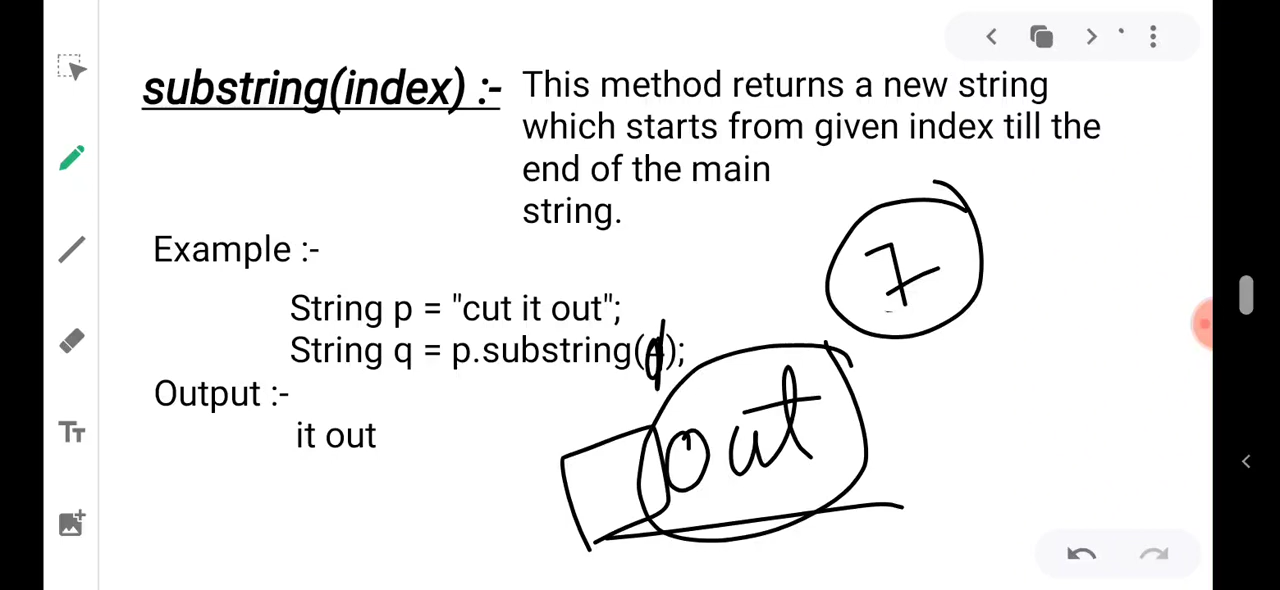 substring(index) :- This method returns a new string
which starts from given index till the
end of the main
string.
Example :-
7
String p = "cut it out";
String q = p.substring( );
Output :-
out
it out
TT